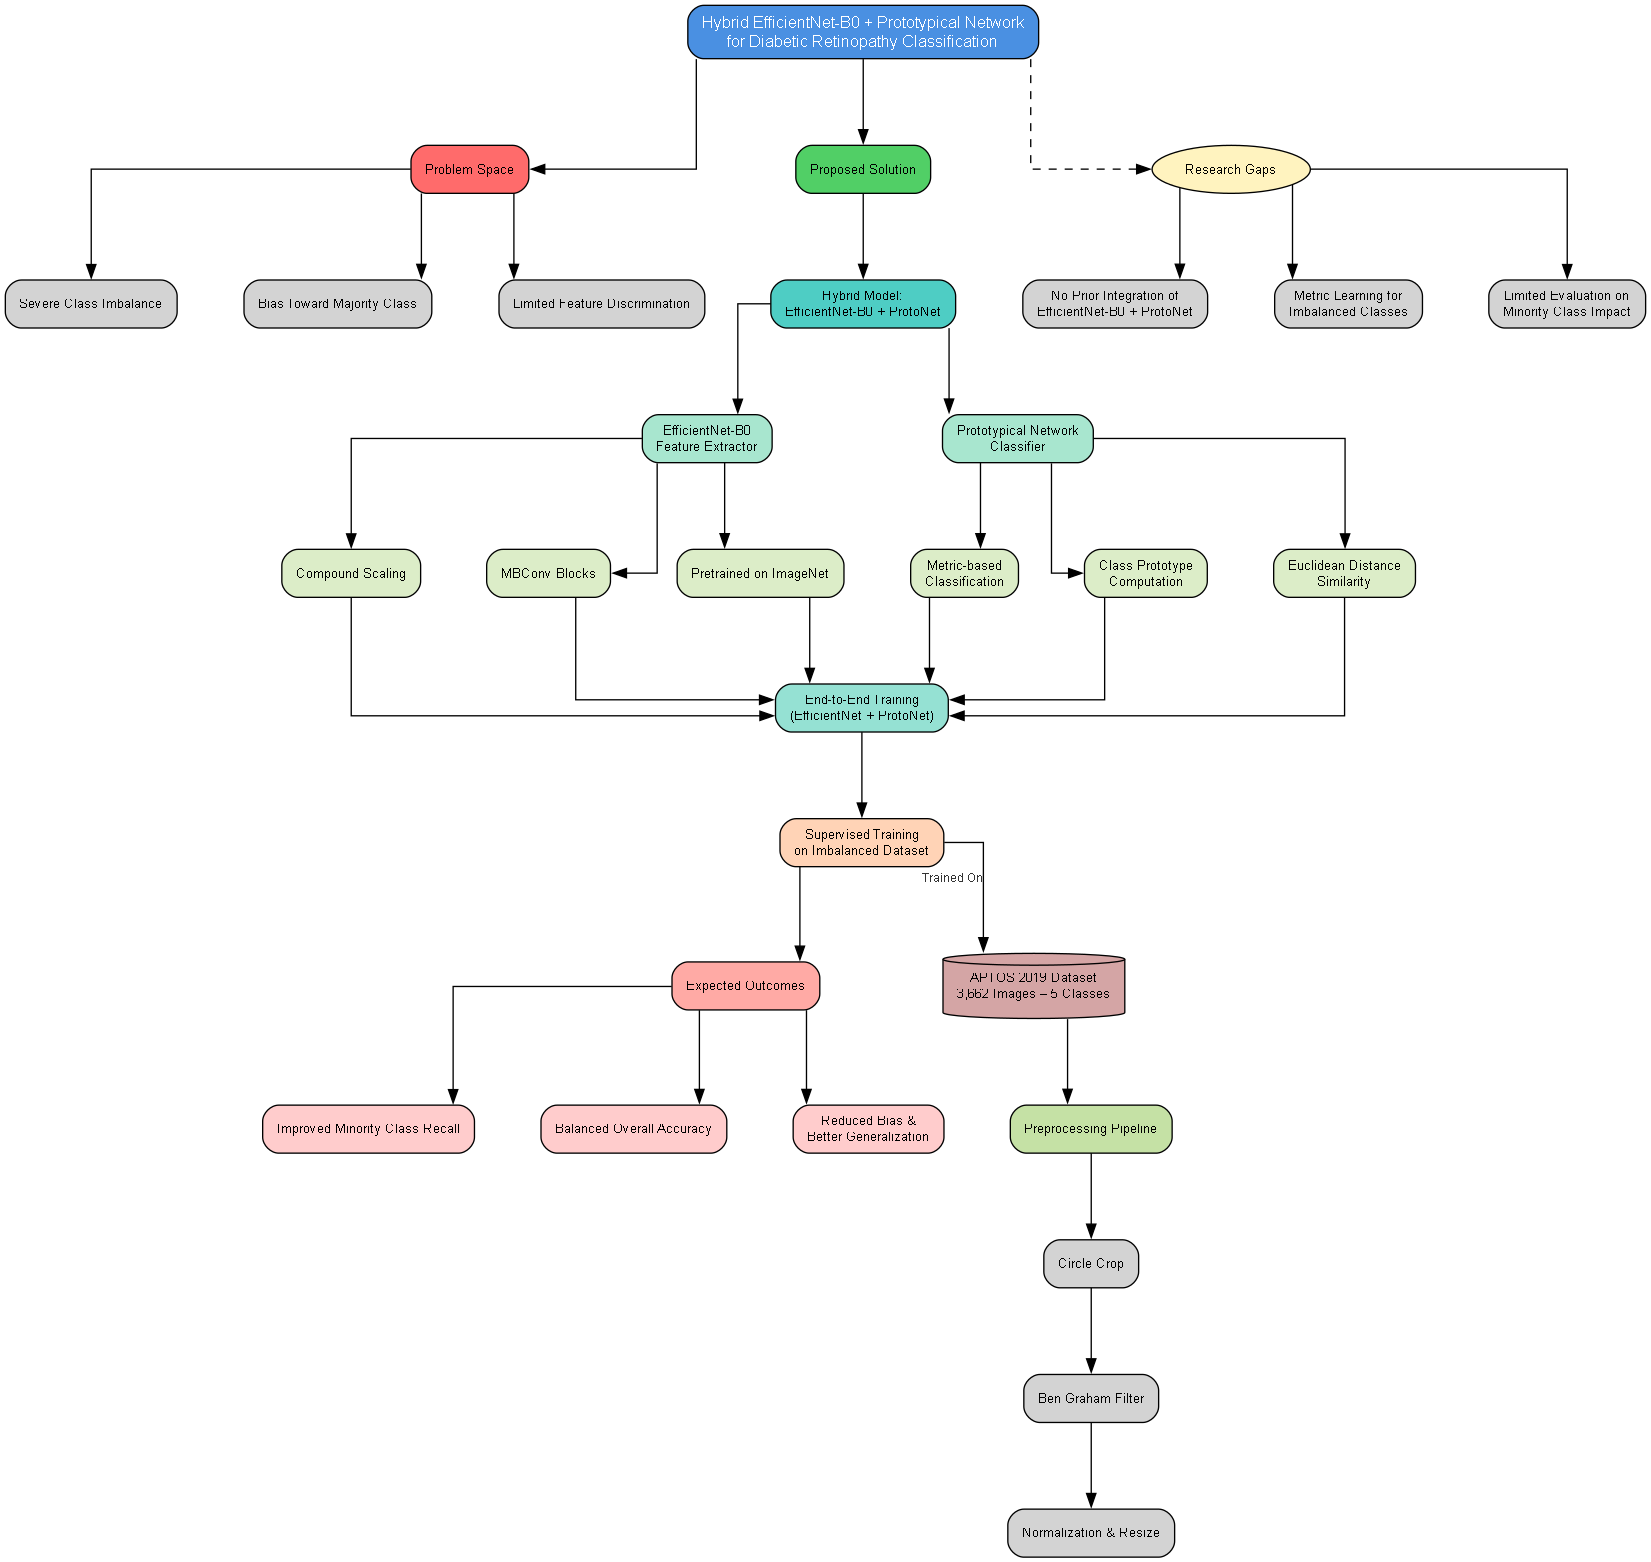 Hybrid EfficientNet-B0 + Prototypical Network
for Diabetic Retinopathy Classification
Problem Space
Proposed Solution
Research Gaps
Severe Class Imbalance
Bias Toward Majority Class
Limited Feature Discrimination
Hybrid Model:
EfficientNet-B0 + ProtoNet
No Prior Integration of
EfficientNet-B0 + ProtoNet
Metric Learning for
Imbalanced Classes
Limited Evaluation on
Minority Class Impact
EfficientNet-B0
Feature Extractor
Prototypical Network
Classifier
Compound Scaling
MBConv Blocks
Pretrained on ImageNet
Metric-based
Classification
Class Prototype
Computation
Euclidean Distance
Similarity
End-to-End Training
(EfficientNet + ProtoNet)
Supervised Training
on Imbalanced Dataset
Trained On
Expected Outcomes
APTOS 2019 Dataset
3,662 Images – 5 Classes
Improved Minority Class Recall
Balanced Overall Accuracy
Reduced Bias &
Better Generalization
Preprocessing Pipeline
Circle Crop
Ben Graham Filter
Normalization & Resize